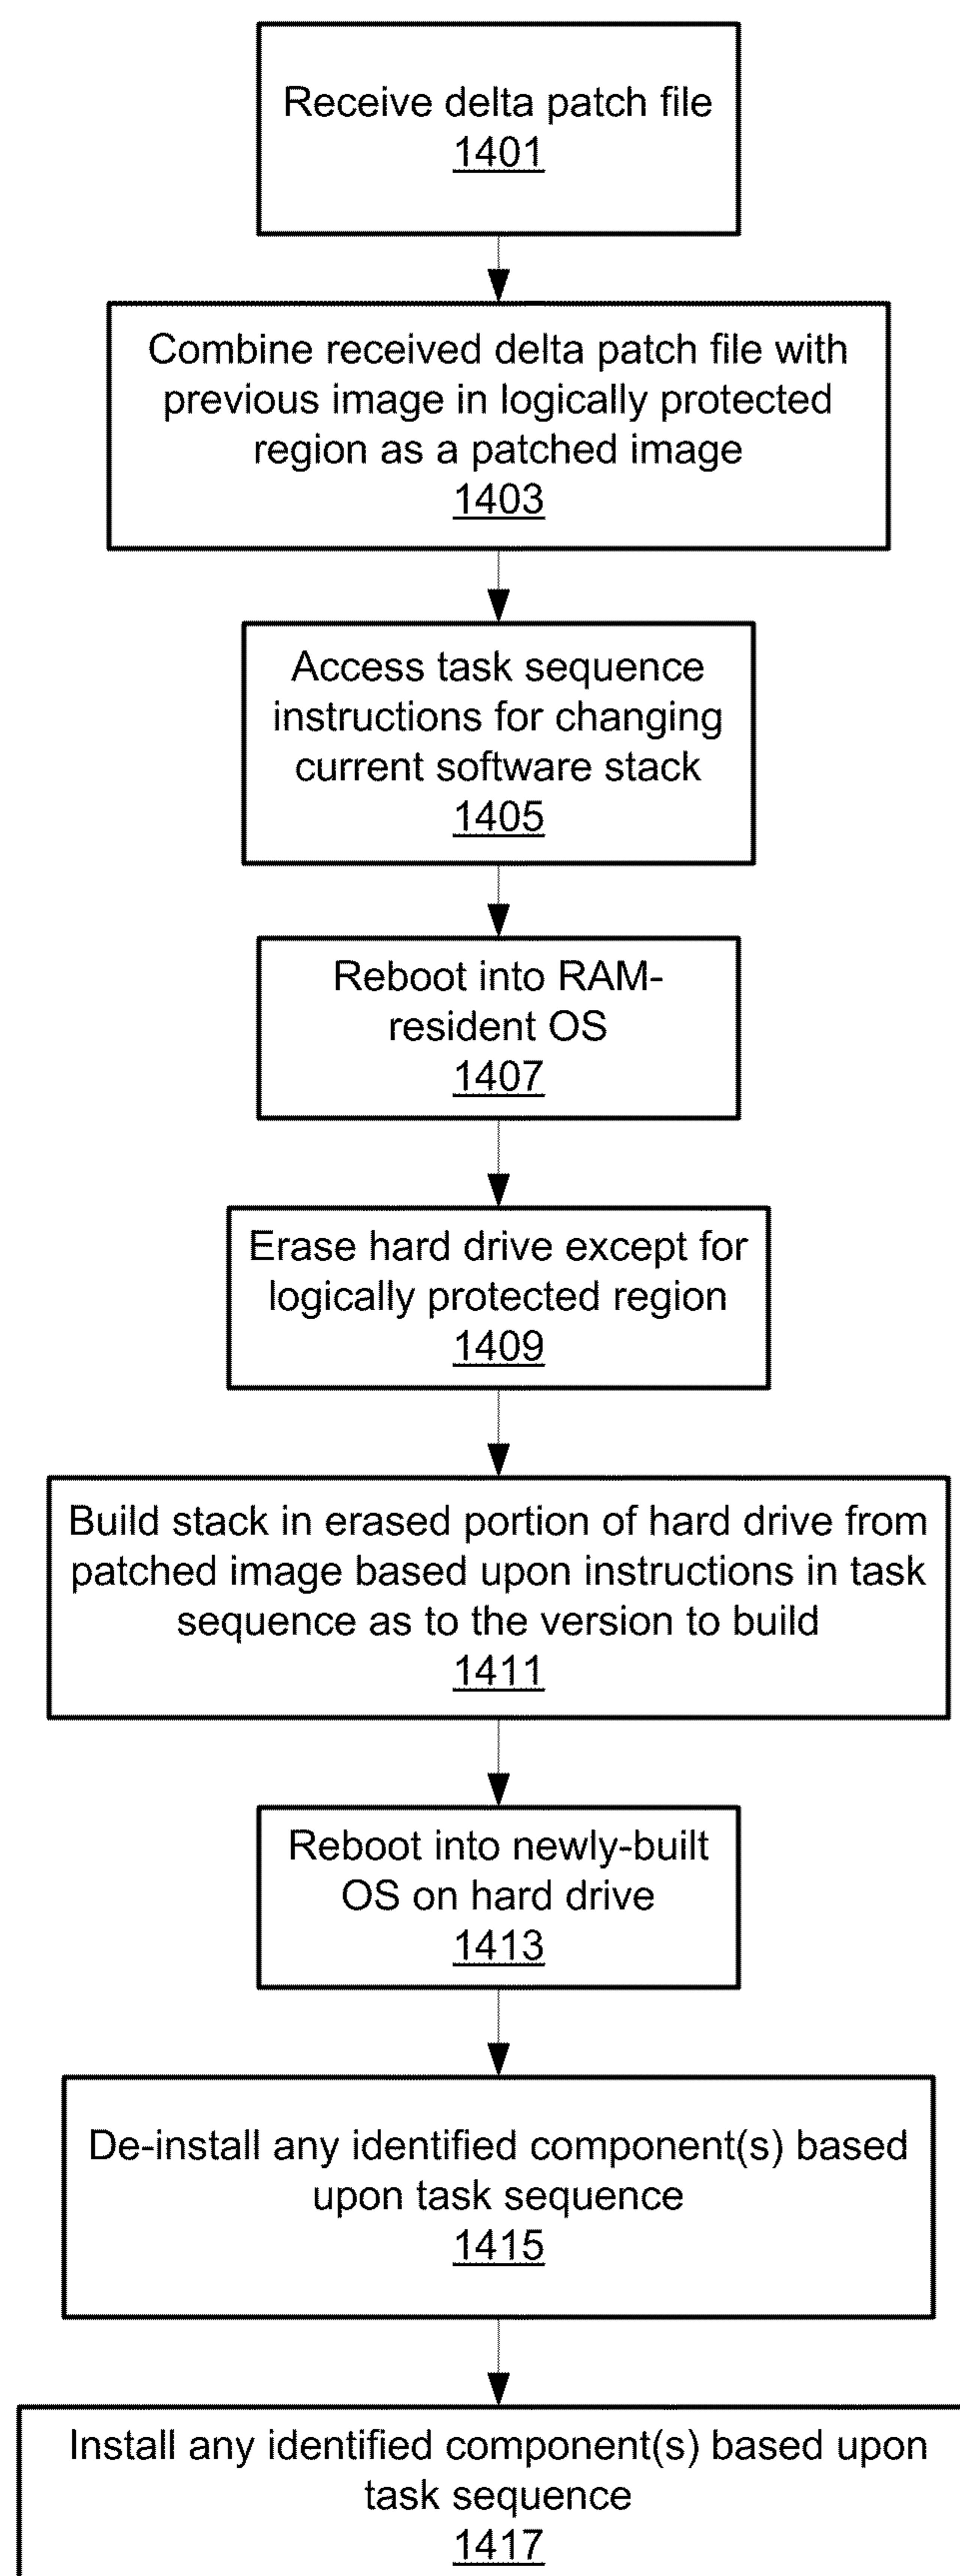 Receive delta patch file
1401
Combine received delta patch file with
previous image in logically protected
region as a patched image
1403
Access task sequence
instructions for changing
current software stack
1405
Reboot into RAM-
resident OS
1407
Erase hard drive except for
logically protected region
1409
Build stack in erased portion of hard drive from
patched image based upon instructions in task
sequence as to the version to build
1411
Reboot into newly-built
OS on hard drive
1413
De-install any identified component(s) based
upon task sequence
1415
Install any identified component(s) based upon
task sequence
1417